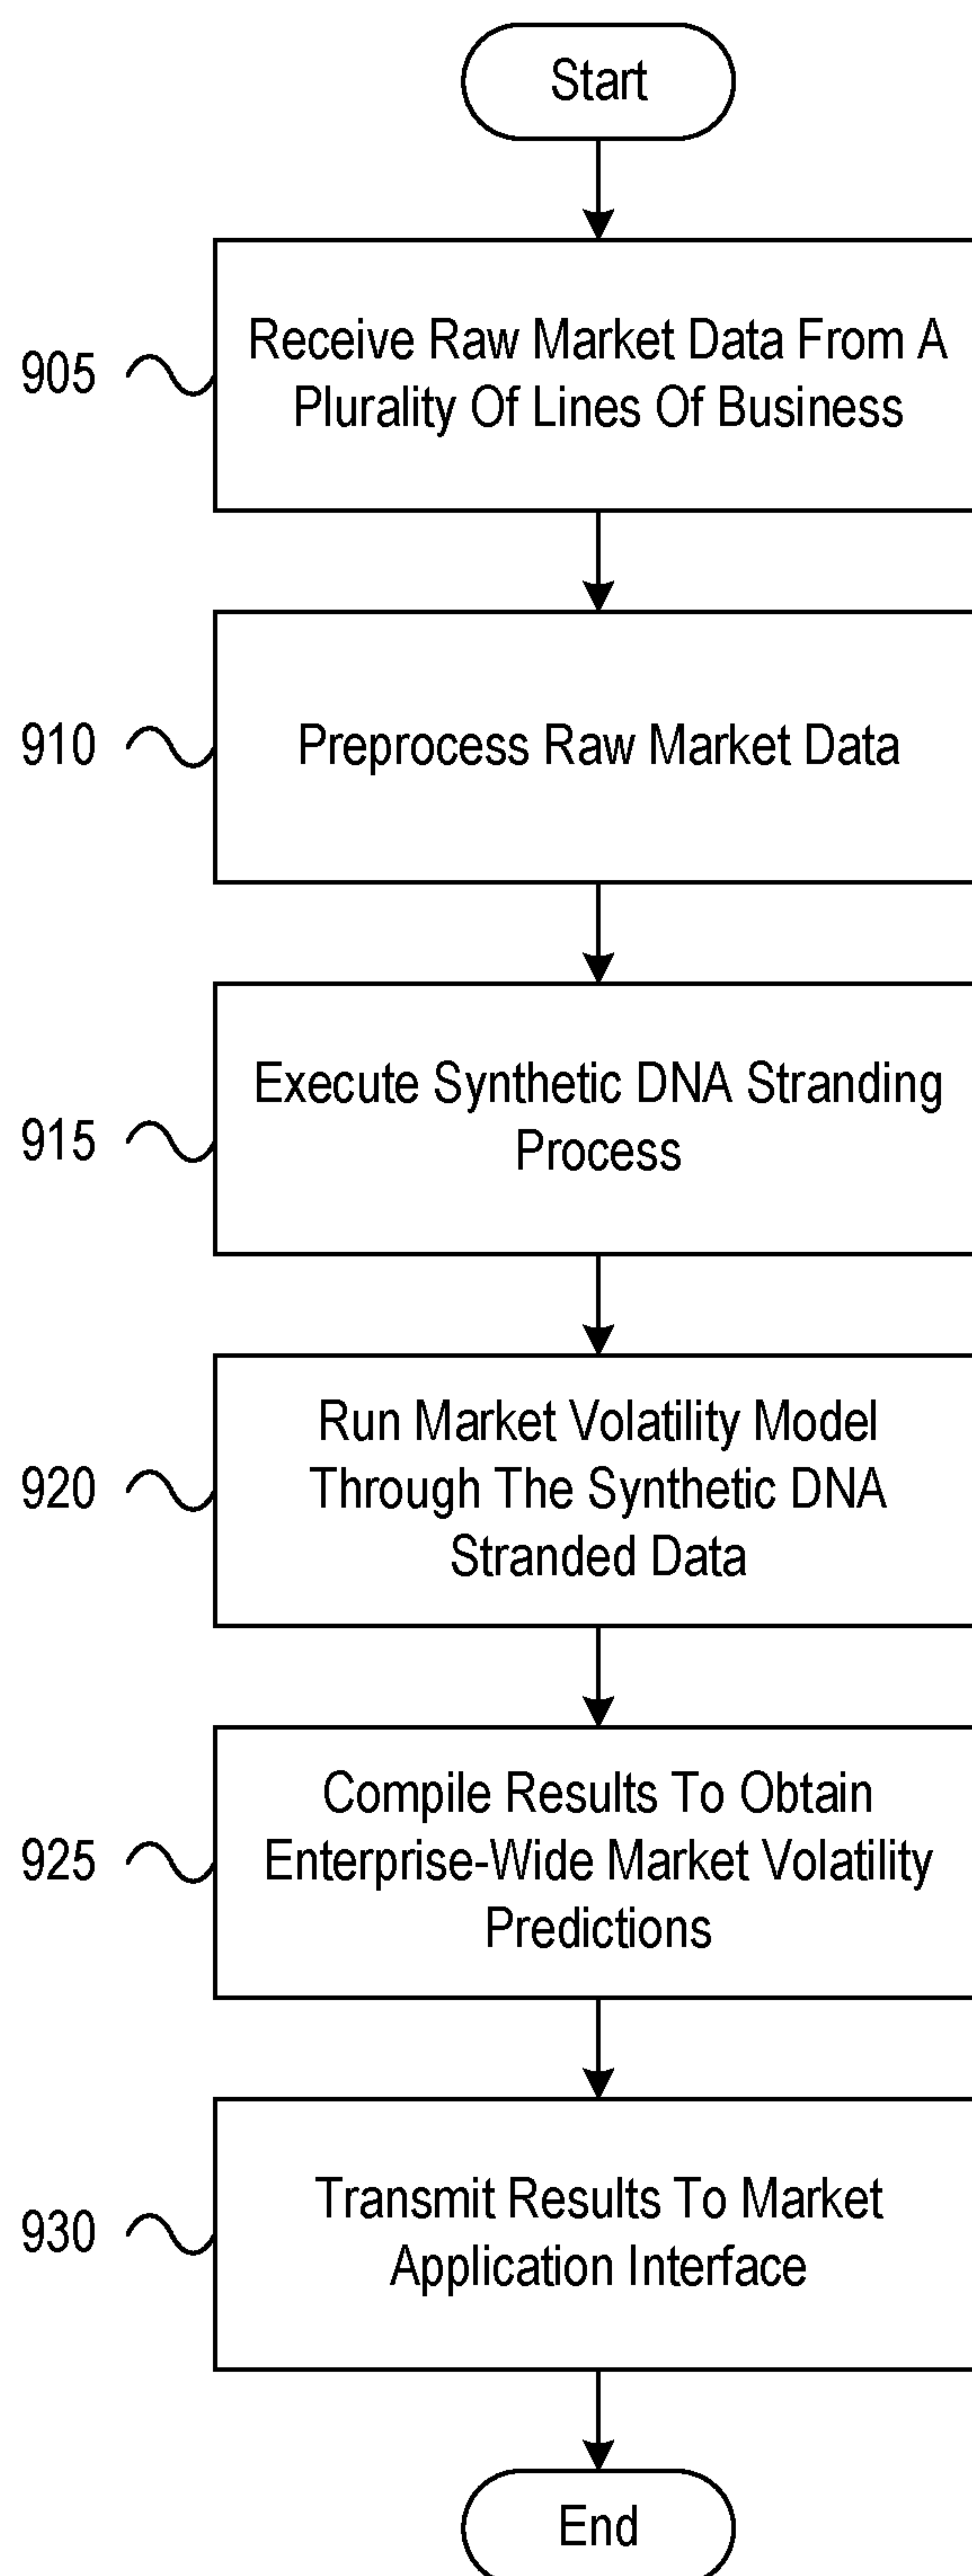 Start
905
Receive Raw Market Data From A
Plurality Of Lines Of Business
910
Preprocess Raw Market Data
915
Execute Synthetic DNA Stranding
Process
920
Run Market Volatility Model
Through The Synthetic DNA
Stranded Data
925
Compile Results To Obtain
Enterprise-Wide Market Volatility
Predictions
930
Transmit Results To Market
Application Interface
End